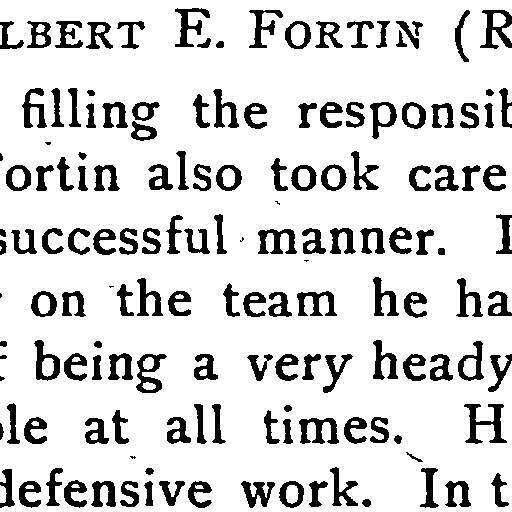 LBERT E. FORTIN (R
filling the responsib
ortin also took care
successful manner. I
on the team he ha
f being a very heady
ble at all times. H
defensive work. In t